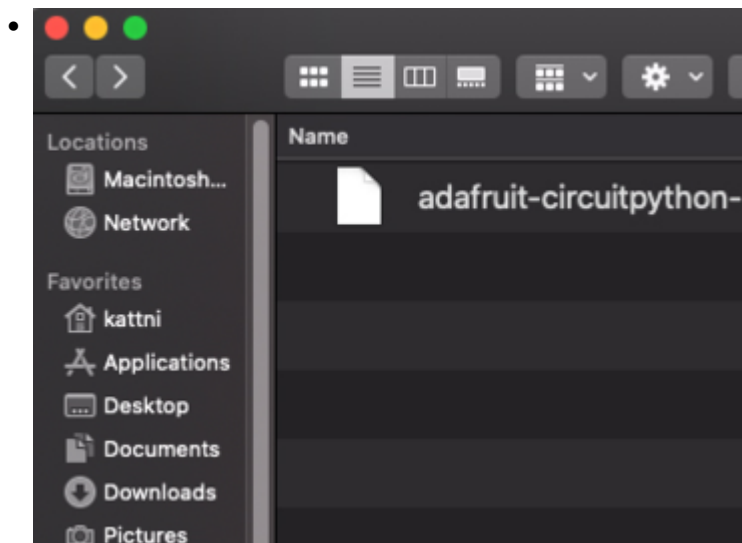 Locations
Name
Macintosh...
adafruit-circuitpython-
Network
Favorites
kattni
Applications
Desktop
Documents
Downloads
Pictures